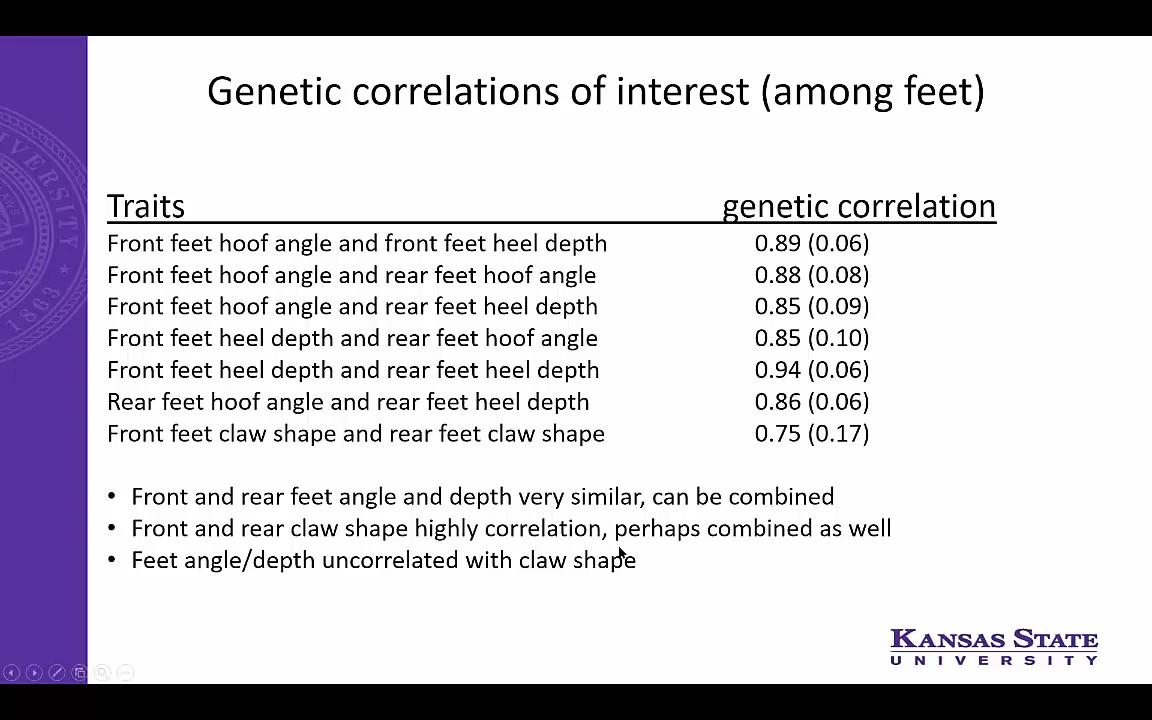 Genetic correlations of interest (among feet)
Traits genetic correlation
Front feet hoof angle and front feet heel depth 0.89 (0.06)
Front feet hoof angle and rear feet hoof angle 0.88 (0.08)
Front feet hoof angle and rear feet heel depth 0.85 (0.09)
Front feet heel depth and rear feet hoof angle 0.85 (0.10)
Front feet heel depth and rear feet heel depth 0.94 (0.06)
Rear feet hoof angle and rear feet heel depth 0.86 (0.06)
Front feet claw shape and rear feet claw shape 0.75 (0.17)
• Front and rear feet angle and depth very similar, can be combined
• Front and rear claw shape highly correlation, perhaps combined as well
• Feet angle/depth uncorrelated with claw shape
KANSAS STATE
UNIVERSITY
1863